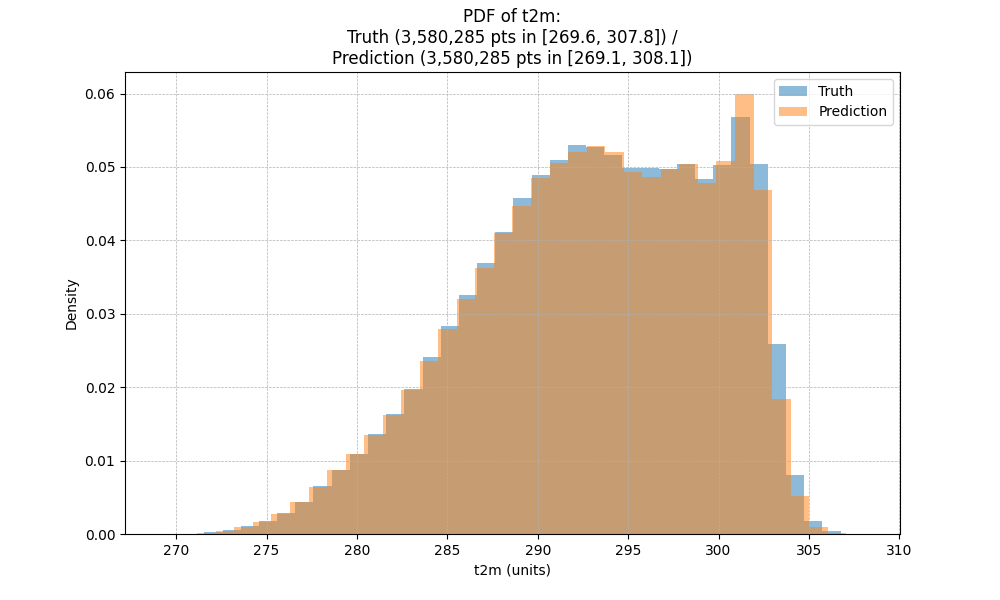 PDF of t2m:
Truth (3,580,285 pts in [269.6, 307.8]) /
Prediction (3,580,285 pts in [269.1, 308.1])
Truth
Prediction
0.06
0.05
0.04
0.03
0.02
0.01
0.00
Density
270 275 280 285 290 295 300 305 310
t2m (units)